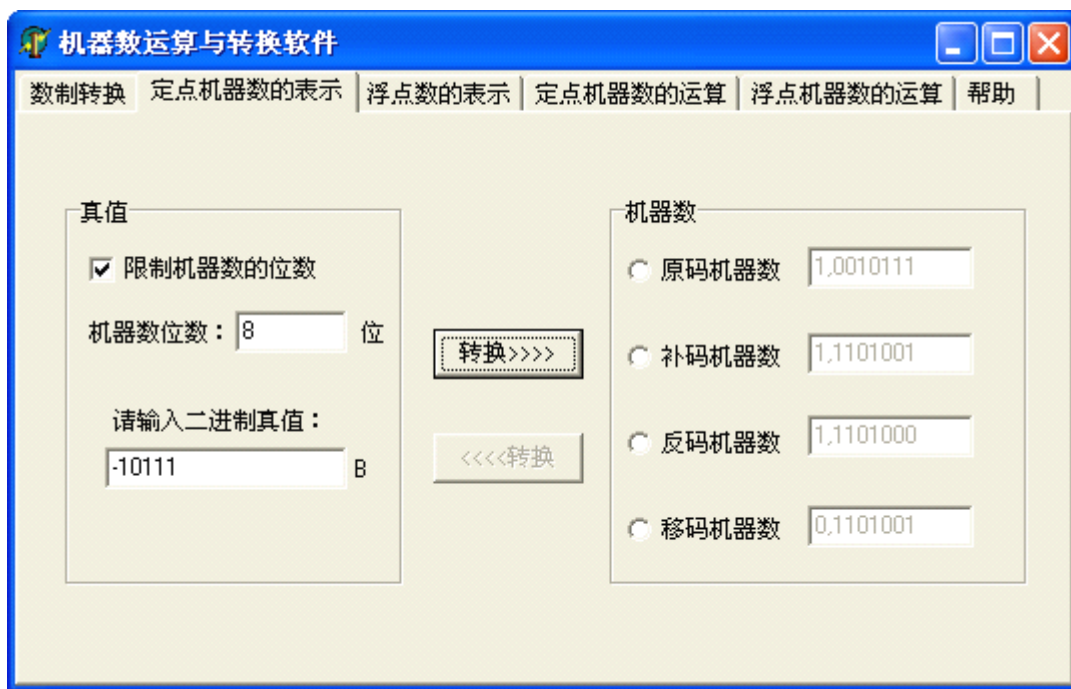 机器数运算与转换软件
数制转换 定点机器数的表示 浮点数的表示 定点机器数的运算 浮点机器数的运算 帮助
真值
限制机器数的位数
机器数位数：8 位
请输入二进制真值：
-10111 B
转换>>>>
<<<<转换
机器数
原码机器数 1,0010111
补码机器数 1,1101001
反码机器数 1,1101000
移码机器数 0,1101001